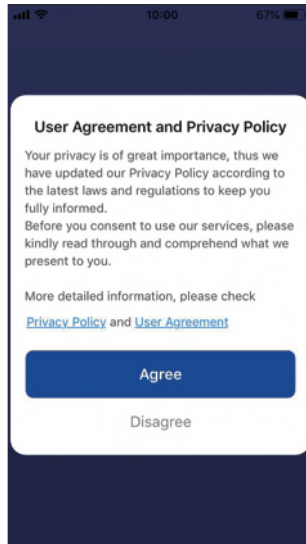 10:00
67%
User Agreement and Privacy Policy
Your privacy is of great importance, thus we
have updated our Privacy Policy according to
the latest laws and regulations to keep you
fully informed.
Before you consent to use our services, please
kindly read through and comprehend what we
present to you.
More detailed information, please check
Privacy Policy and User Agreement
Agree
Disagree